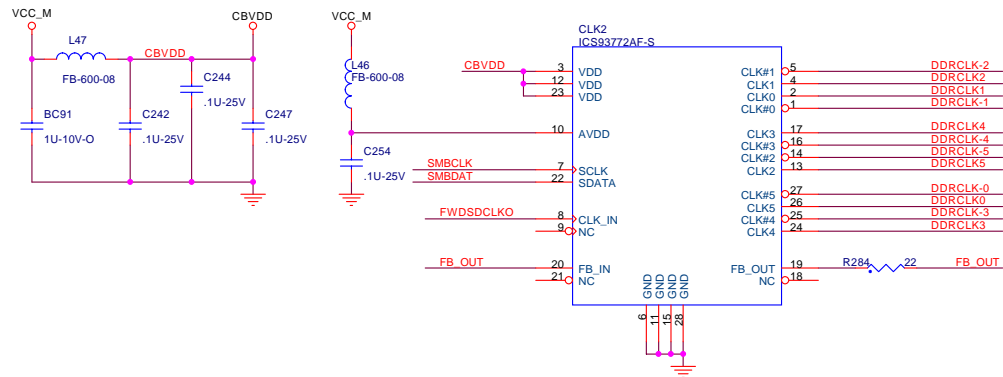 VCC_M
CBVDD
VCC_M
CLK2
ICS93772AF-S
L47
CBVDD
FB-600-08
C244
.1U-25V
BC91
1U-10V-O
C242
.1U-25V
C247
.1U-25V
L46
FB-600-08
C254
.1U-25V
CBVDD
3 VDD
12 VDD
23 VDD
10 AVDD
SMBCLK 7 SCLK
SMBDAT 22 SDATA
FWDSDCLKO 8 CLK_IN
9 NC
FB_OUT 20 FB_IN
21 NC
CLK#1 5 DDRCLK-2
CLK1 4 DDRCLK2
CLK0 2 DDRCLK1
CLK#0 1 DDRCLK-1
CLK3 17 DDRCLK4
CLK#3 16 DDRCLK-4
CLK#2 14 DDRCLK-5
CLK2 13 DDRCLK5
CLK#5 27 DDRCLK-0
CLK5 26 DDRCLK0
CLK#4 25 DDRCLK-3
CLK4 24 DDRCLK3
FB_OUT 19 R284 22 FB_OUT
NC 18
GND GND GND GND
6 11 15 28